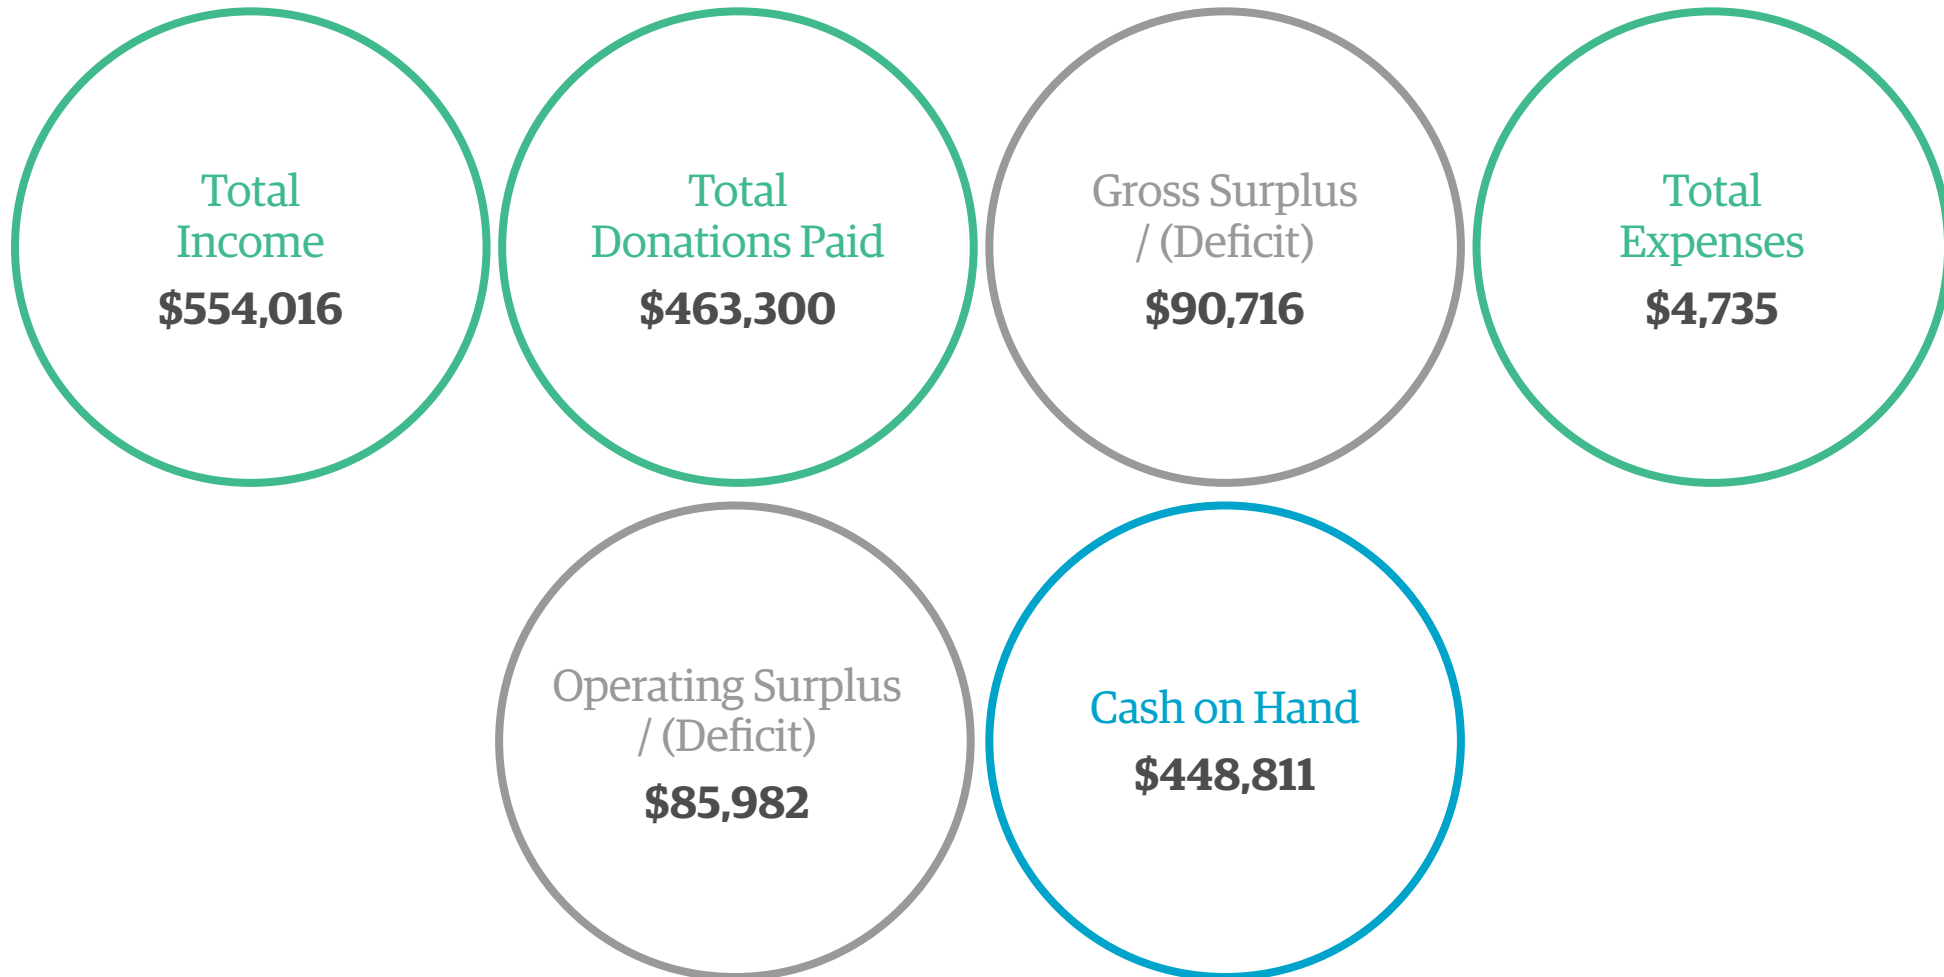 Total
Income
$554,016
Total
Donations Paid
$463,300
Gross Surplus
/ (Deficit)
$90,716
Total
Expenses
$4,735
Operating Surplus
/ (Deficit)
$85,982
Cash on Hand
$448,811